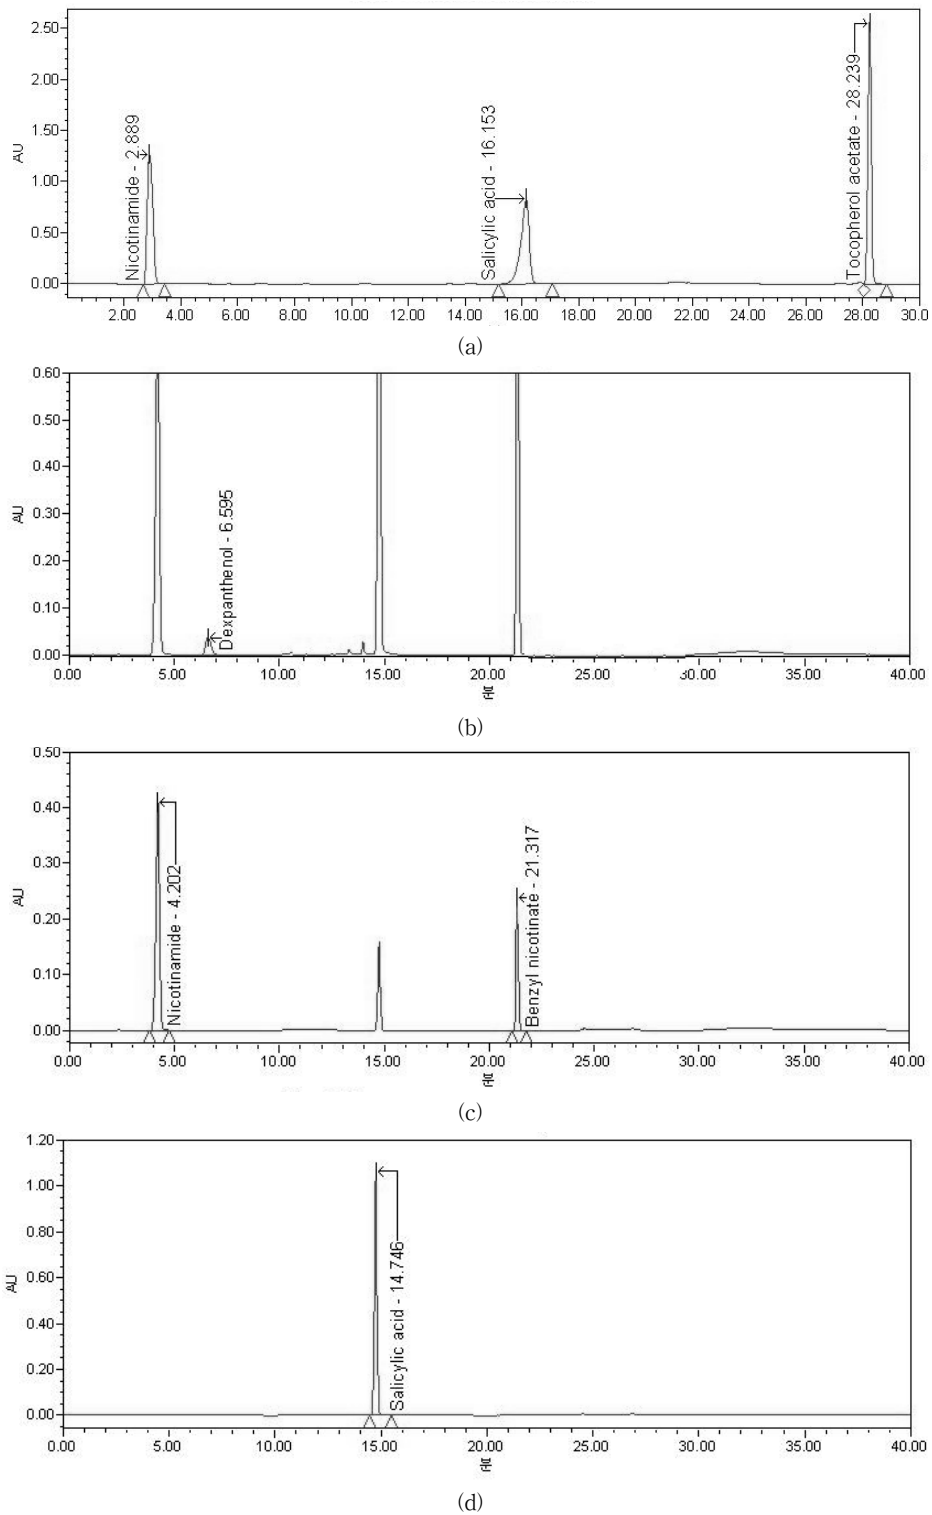 2.50
2.00
1.50
1.00
0.50
0.00
AU
Nicotinamide - 2.889
Salicylic acid - 16.153
Tocopherol acetate - 28.239
2.00 4.00 6.00 8.00 10.00 12.00 14.00 16.00 18.00 20.00 22.00 24.00 26.00 28.00 30.0
(a)
0.60
0.50
0.40
0.30
0.20
0.10
0.00
AU
Dexpanthenol - 6.595
0.00 5.00 10.00 15.00 20.00 25.00 30.00 35.00 40.00
분
(b)
0.50
0.40
0.30
0.20
0.10
0.00
AU
Nicotinamide - 4.202
Benzyl nicotinate - 21.317
0.00 5.00 10.00 15.00 20.00 25.00 30.00 35.00 40.00
분
(c)
1.20
1.00
0.80
0.60
0.40
0.20
0.00
AU
Salicylic acid - 14.746
0.00 5.00 10.00 15.00 20.00 25.00 30.00 35.00 40.00
분
(d)